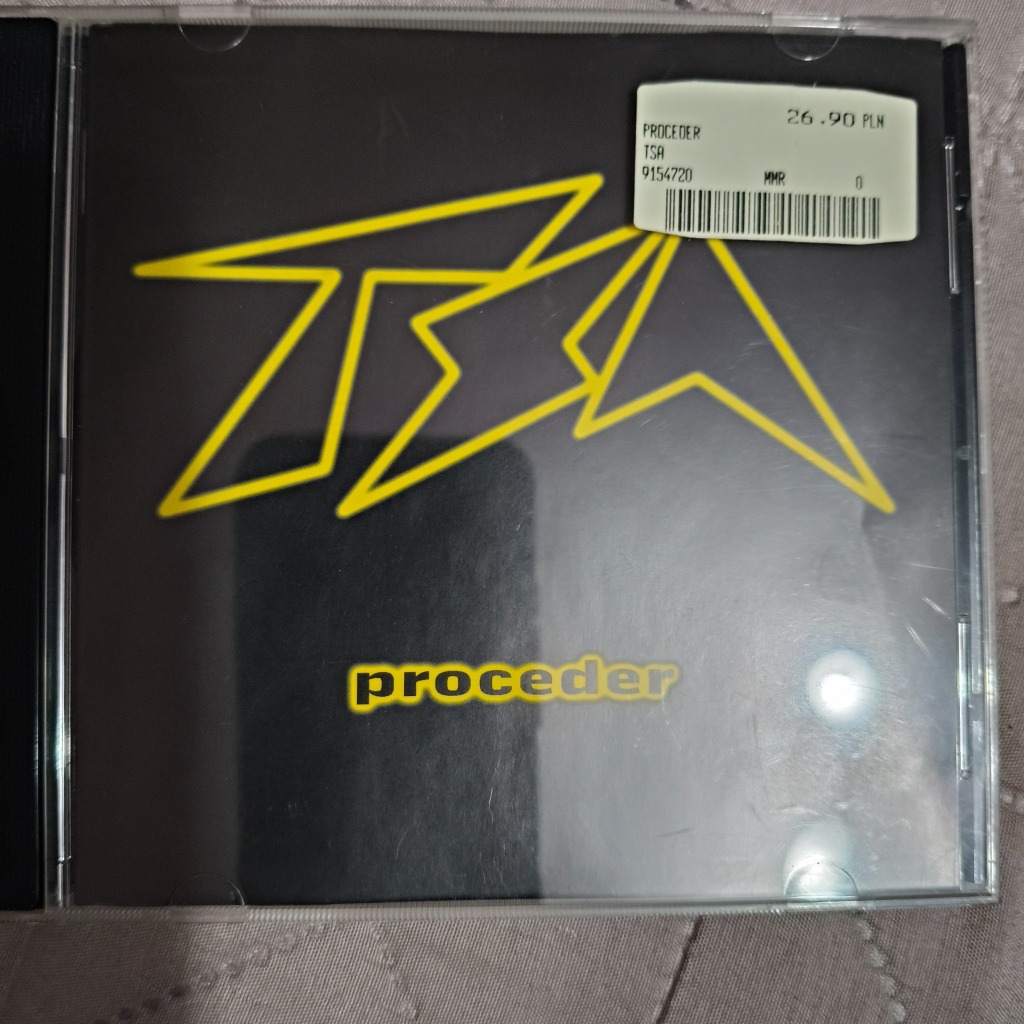 26.90 PLN
PROCEDER
TSA
9154720 MMR 0
TSA
proceder